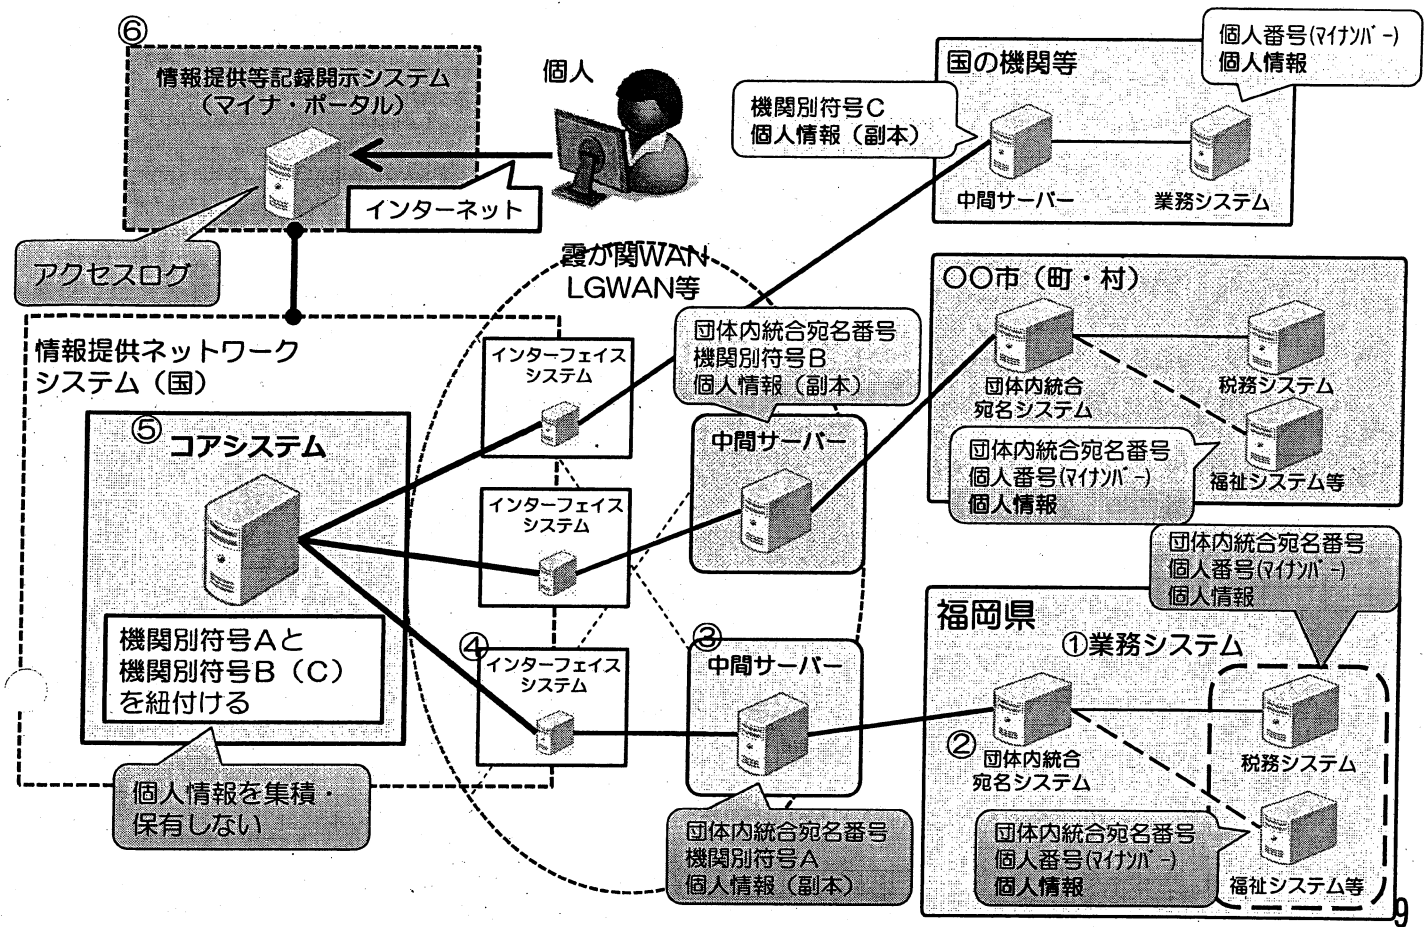 ⑥
情報提供等記録開示システム
（マイナ・ポータル）
個人
インターネット
アクセスログ
国の機関等
個人番号(マイナンバー)
個人情報
機関別符号C
個人情報（副本）
中間サーバー
業務システム
霞が関WAN
LGWAN等
〇〇市（町・村）
団体内統合
宛名システム
税務システム
福祉システム等
団体内統合宛名番号
個人番号(マイナンバー)
個人情報
団体内統合宛名番号
機関別符号B
個人情報（副本）
中間サーバー
情報提供ネットワーク
システム（国）
インターフェイス
システム
⑤
コアシステム
インターフェイス
システム
機関別符号Aと
機関別符号B（C）
を紐付ける
個人情報を集積・
保有しない
④
インターフェイス
システム
③
中間サーバー
団体内統合宛名番号
機関別符号A
個人情報（副本）
団体内統合宛名番号
個人番号(マイナンバー)
個人情報
福岡県
①業務システム
②
団体内統合
宛名システム
税務システム
団体内統合宛名番号
個人番号(マイナンバー)
個人情報
福祉システム等
9